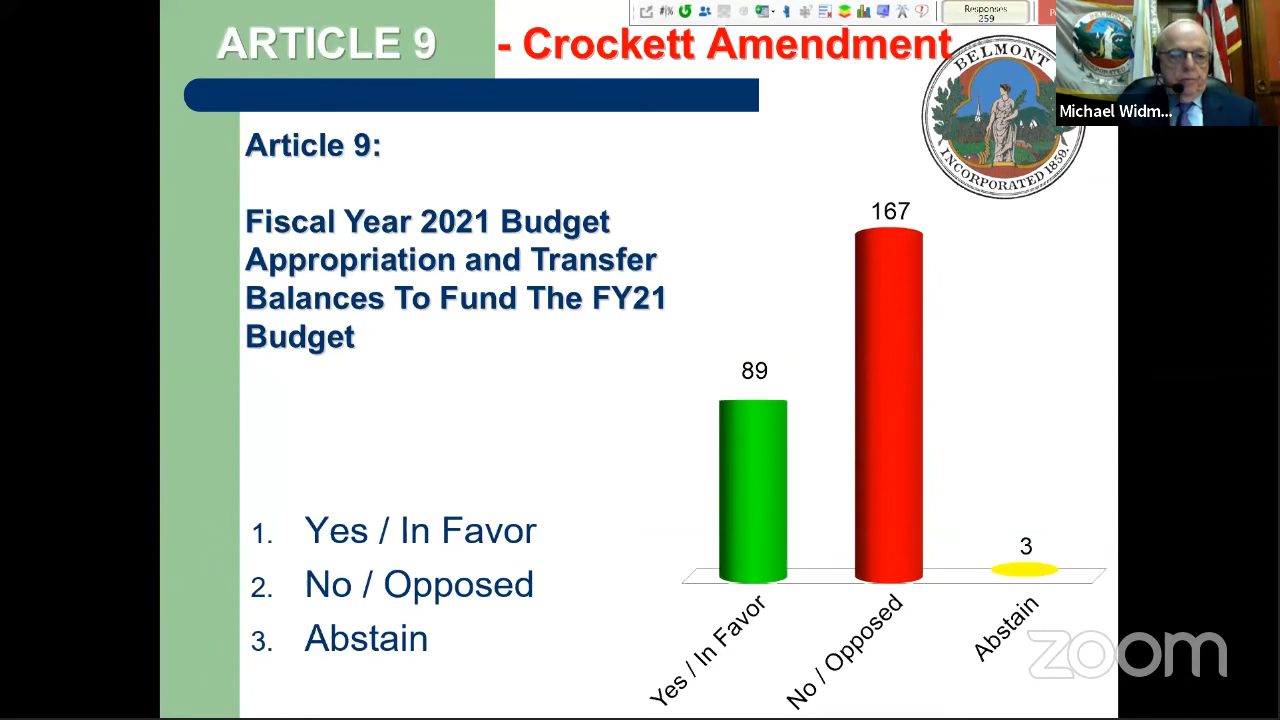 Responses
259
ARTICLE 9 - Crockett Amendment
BELMONT
INCORPORATED 1859.
Michael Widm...
Article 9:
Fiscal Year 2021 Budget
Appropriation and Transfer
Balances To Fund The FY21
Budget
167
89
3
1. Yes / In Favor
2. No / Opposed
3. Abstain
Yes / In Favor
No / Opposed
Abstain
zoom